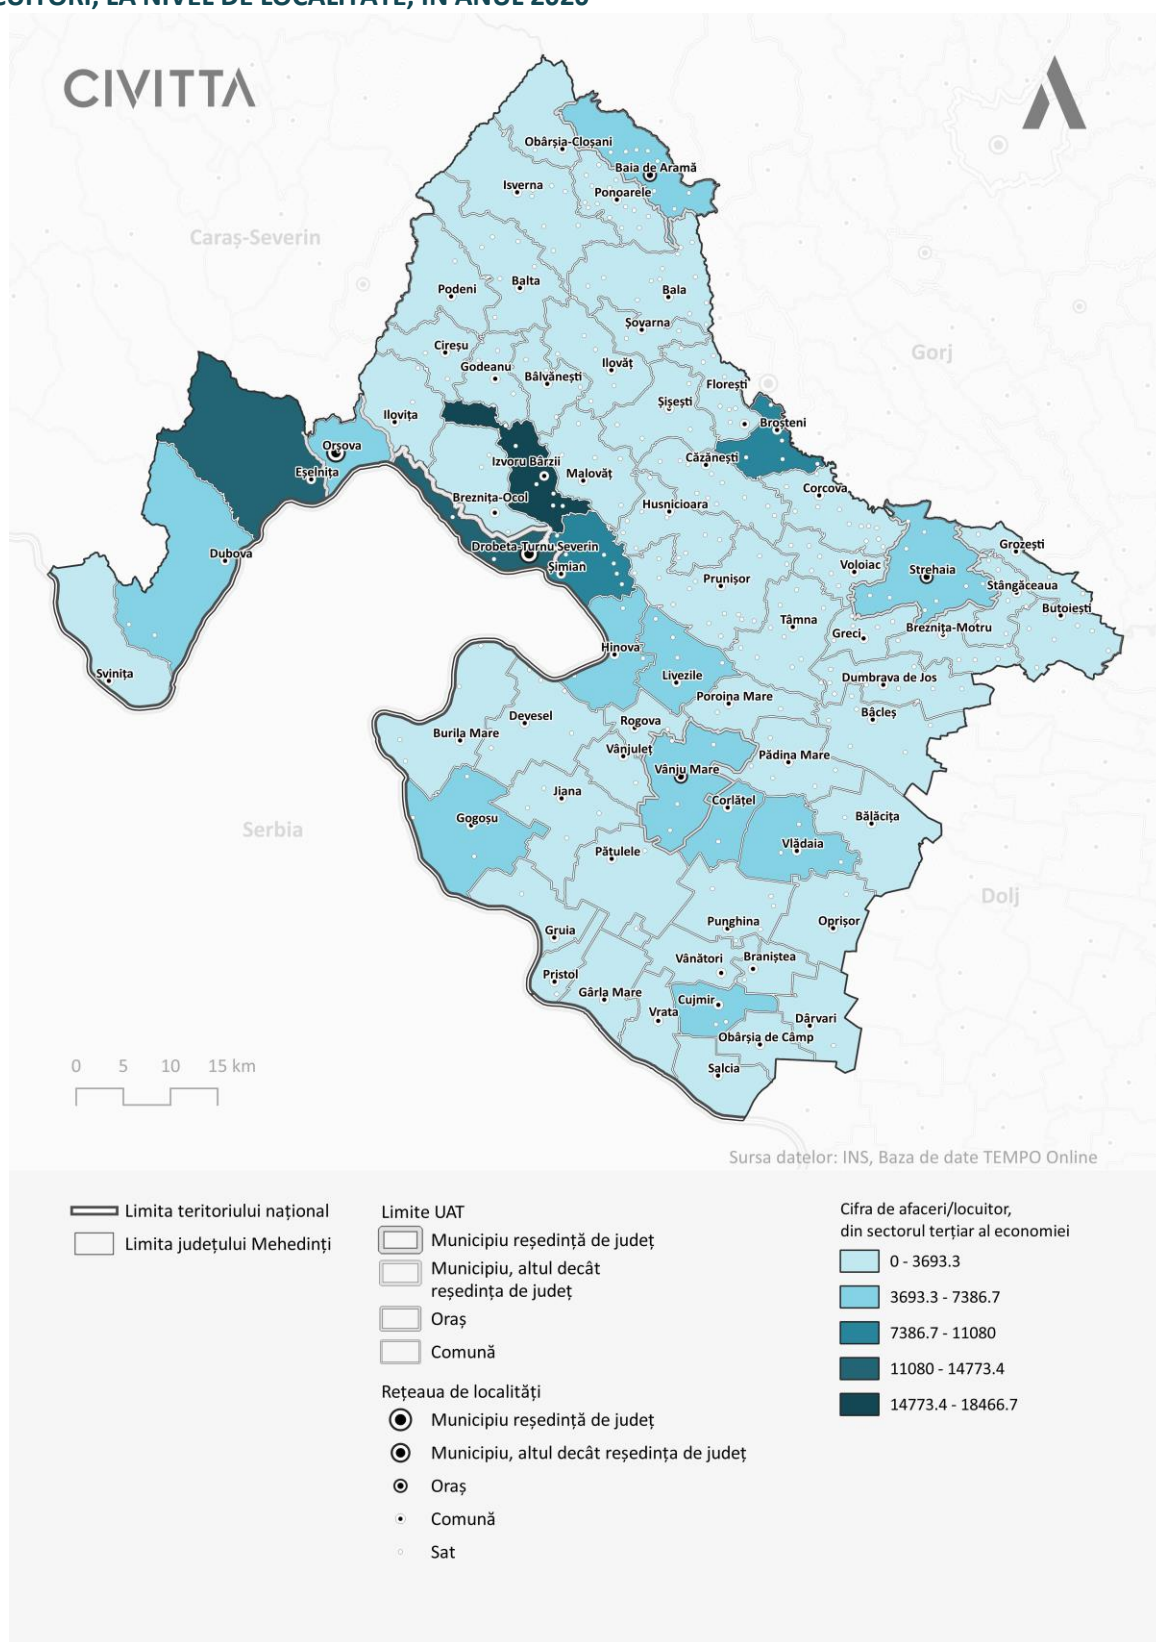 CUITORI, LA NIVEL DE LOCALITATE, ÎN ANUL 2020
CIVITTA
Obârșia-Cloșani
Baia de Aramă
Isverna
Ponoarele
Caraș-Severin
Podeni
Balta
Bala
Șovarna
Cireșu
Godeanu
Bâlvănești
Ilovăț
Gorj
Florești
Șișești
Ilovița
Broșteni
Orșova
Eșelnița
Izvoru Bârzii
Malovăț
Căzănești
Corcova
Breznița-Ocol
Husnicioara
Dubova
Drobeta-Turnu Severin
Șimian
Grozești
Voloiac
Strehaia
Stângăceaua
Prunișor
Butoiești
Tâmna
Greci
Breznița-Motru
Hinova
Svinița
Livezile
Dumbrava de Jos
Poroina Mare
Bâcleș
Devesel
Rogova
Burila Mare
Vânjuleț
Pădina Mare
Vânju Mare
Jiana
Corlățel
Gogoșu
Bălăcița
Serbia
Vlădaia
Pătulele
Dolj
Punghina
Oprișor
Gruia
Vânători
Braniștea
Pristol
Gârla Mare
Cujmir
Vrata
Dârvari
Obârșia de Câmp
Salcia
0 5 10 15 km
Sursa datelor: INS, Baza de date TEMPO Online
Limita teritoriului național
Limita județului Mehedinți
Limite UAT
Municipiu reședință de județ
Municipiu, altul decât
reședința de județ
Oraș
Comună
Rețeaua de localități
Municipiu reședință de județ
Municipiu, altul decât reședința de județ
Oraș
Comună
Sat
Cifra de afaceri/locuitor,
din sectorul terțiar al economiei
0 - 3693.3
3693.3 - 7386.7
7386.7 - 11080
11080 - 14773.4
14773.4 - 18466.7